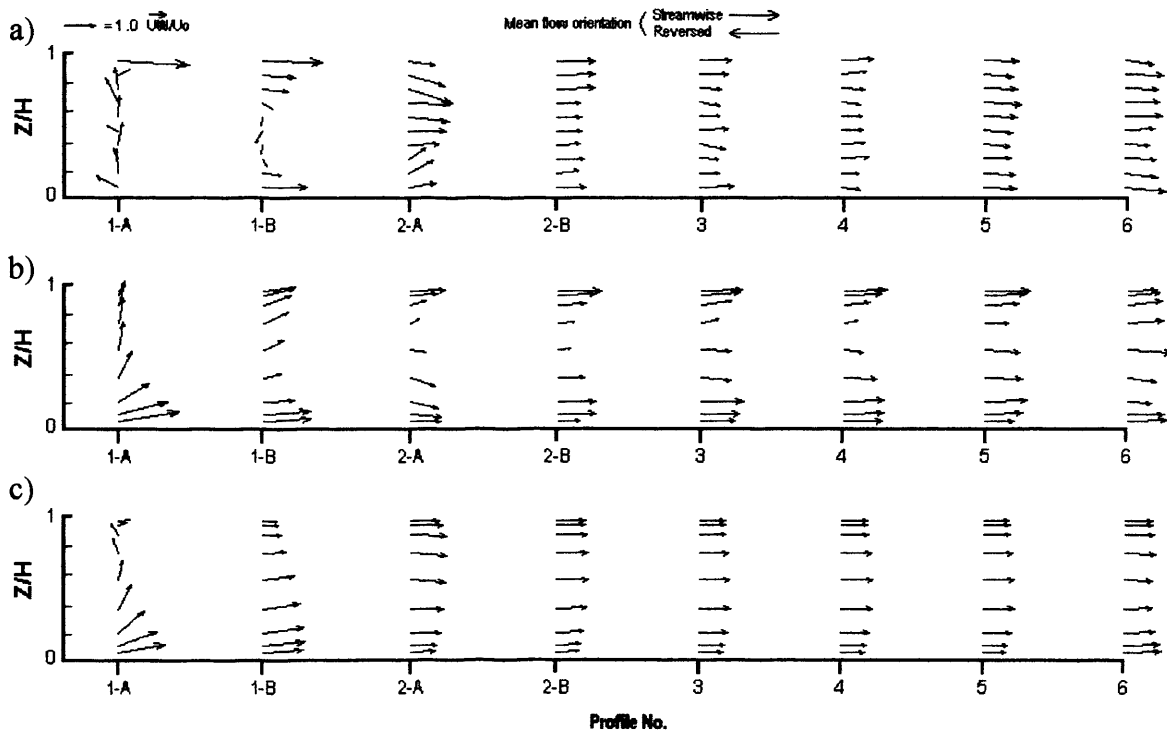 a) = 1.0 UW/Uo
Mean flow orientation ( Streamwise
Reversed
1
Z/H
0
1-A 1-B 2-A 2-B 3 4 5 6
b)
1
Z/H
0
1-A 1-B 2-A 2-B 3 4 5 6
c)
1
Z/H
0
1-A 1-B 2-A 2-B 3 4 5 6
Profile No.